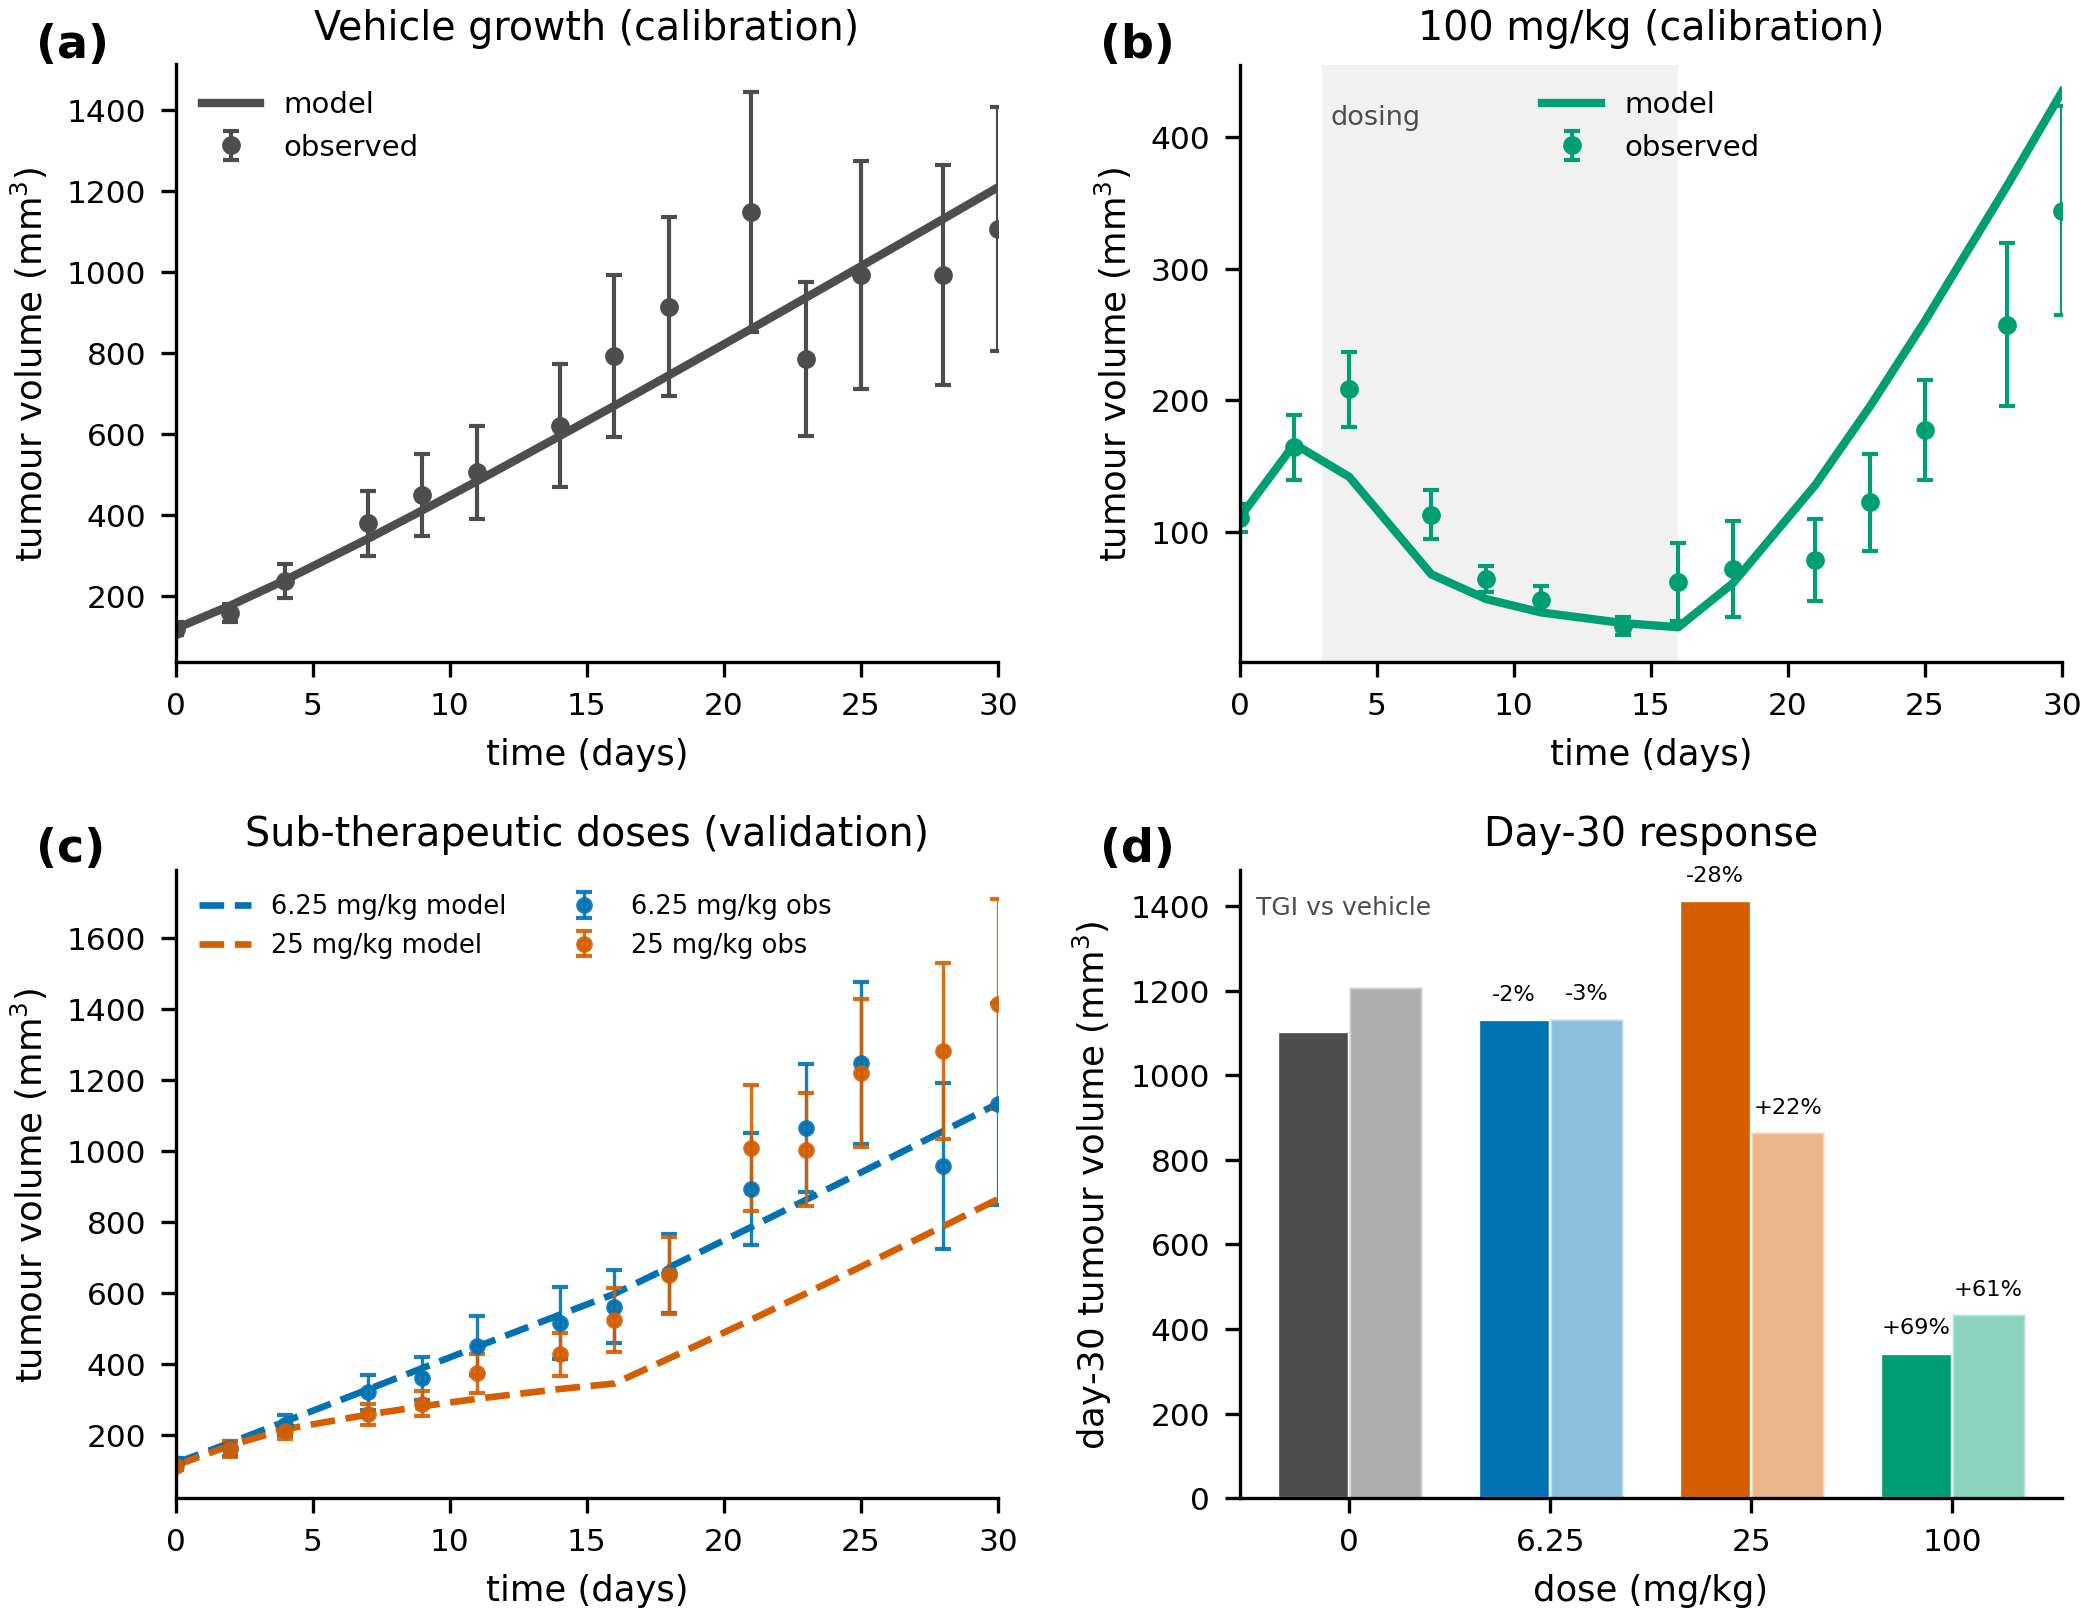 (a)
Vehicle growth (calibration)
model
observed
tumour volume (mm³)
1400
1200
1000
800
600
400
200
0 5 10 15 20 25 30
time (days)
(b)
100 mg/kg (calibration)
dosing
model
observed
tumour volume (mm³)
400
300
200
100
0 5 10 15 20 25 30
time (days)
(c)
Sub-therapeutic doses (validation)
6.25 mg/kg model
25 mg/kg model
6.25 mg/kg obs
25 mg/kg obs
tumour volume (mm³)
1600
1400
1200
1000
800
600
400
200
0 5 10 15 20 25 30
time (days)
(d)
Day-30 response
TGI vs vehicle
-2%
-3%
-28%
+22%
+69%
+61%
day-30 tumour volume (mm³)
1400
1200
1000
800
600
400
200
0
0 6.25 25 100
dose (mg/kg)